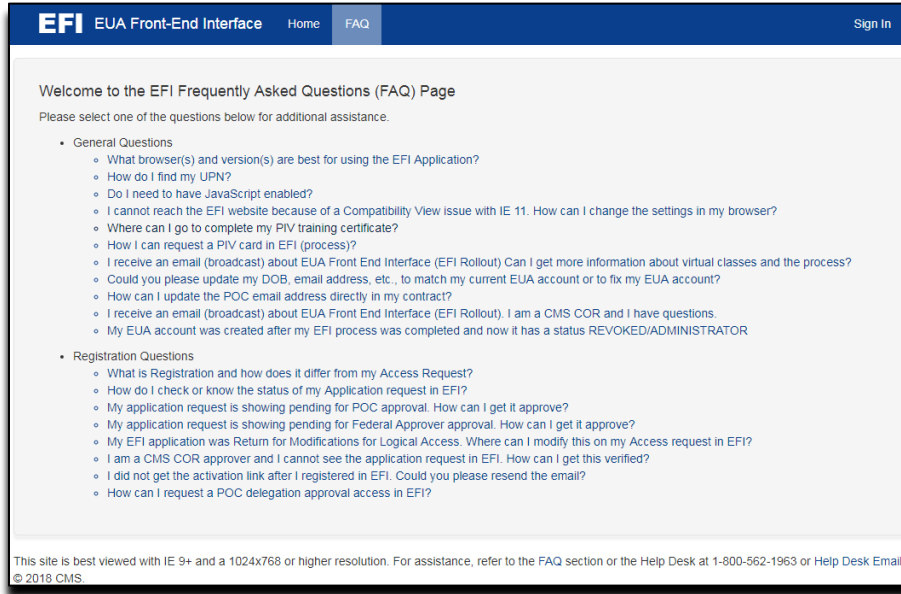 EFI EUA Front-End Interface Home FAQ Sign In
Welcome to the EFI Frequently Asked Questions (FAQ) Page
Please select one of the questions below for additional assistance.
• General Questions
◦ What browser(s) and version(s) are best for using the EFI Application?
◦ How do I find my UPN?
◦ Do I need to have JavaScript enabled?
◦ I cannot reach the EFI website because of a Compatibility View issue with IE 11. How can I change the settings in my browser?
◦ Where can I go to complete my PIV training certificate?
◦ How I can request a PIV card in EFI (process)?
◦ I receive an email (broadcast) about EUA Front End Interface (EFI Rollout) Can I get more information about virtual classes and the process?
◦ Could you please update my DOB, email address, etc., to match my current EUA account or to fix my EUA account?
◦ How can I update the POC email address directly in my contract?
◦ I receive an email (broadcast) about EUA Front End Interface (EFI Rollout). I am a CMS COR and I have questions.
◦ My EUA account was created after my EFI process was completed and now it has a status REVOKED/ADMINISTRATOR
• Registration Questions
◦ What is Registration and how does it differ from my Access Request?
◦ How do I check or know the status of my Application request in EFI?
◦ My application request is showing pending for POC approval. How can I get it approve?
◦ My application request is showing pending for Federal Approver approval. How can I get it approve?
◦ My EFI application was Return for Modifications for Logical Access. Where can I modify this on my Access request in EFI?
◦ I am a CMS COR approver and I cannot see the application request in EFI. How can I get this verified?
◦ I did not get the activation link after I registered in EFI. Could you please resend the email?
◦ How can I request a POC delegation approval access in EFI?
This site is best viewed with IE 9+ and a 1024x768 or higher resolution. For assistance, refer to the FAQ section or the Help Desk at 1-800-562-1963 or Help Desk Email
© 2018 CMS.